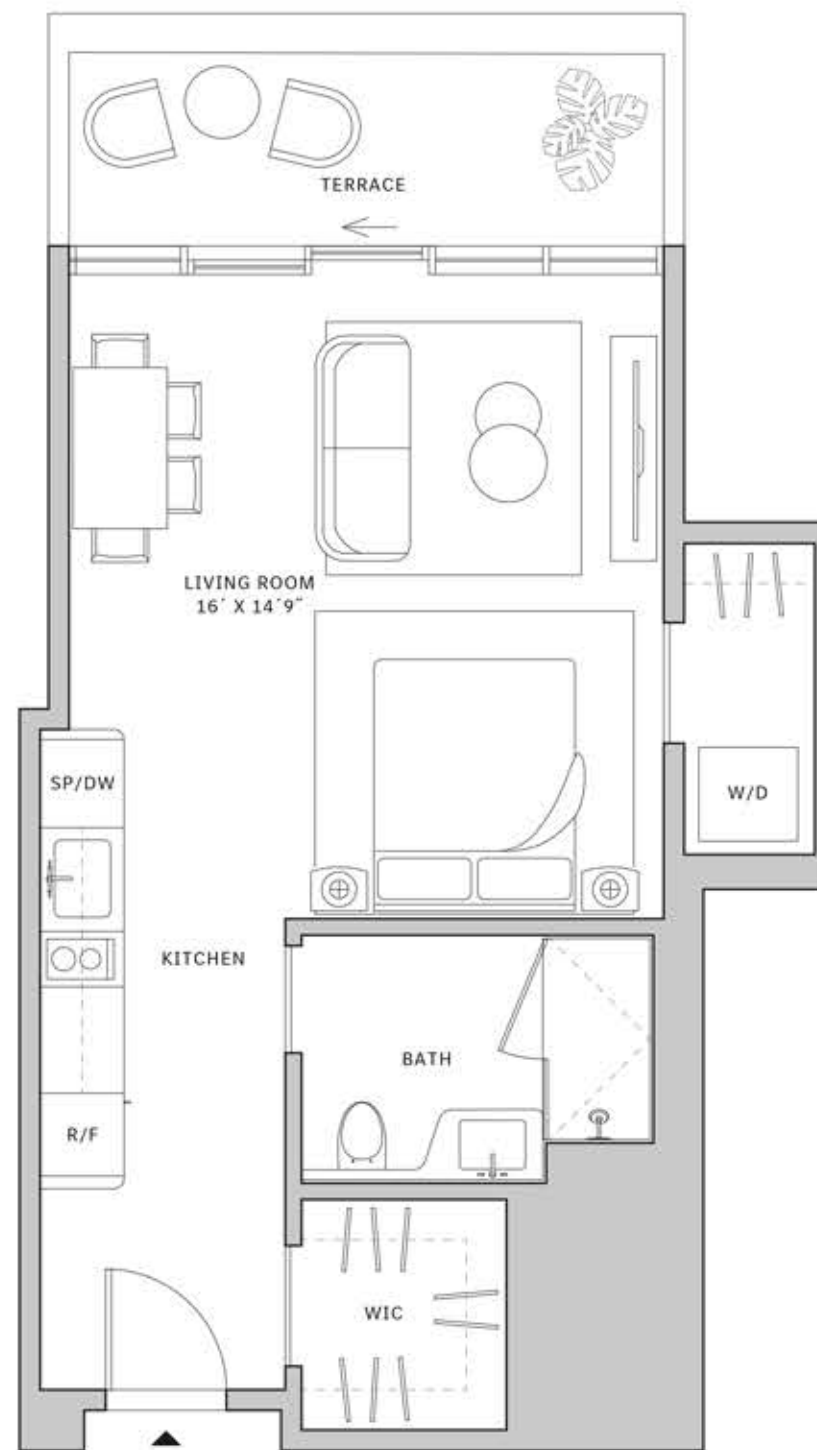 TERRACE
LIVING ROOM
16´ X 14´9˝
SP/DW
W/D
KITCHEN
BATH
R/F
WIC